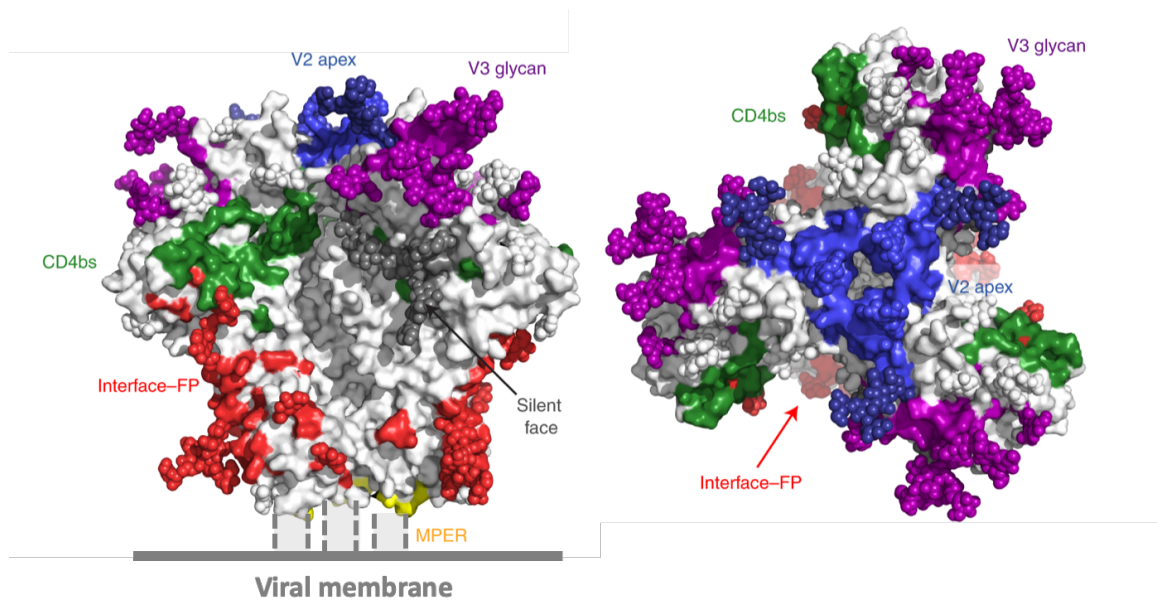 V2 apex
V3 glycan
CD4bs
Interface–FP
Silent
face
MPER
Viral membrane
V3 glycan
CD4bs
V2 apex
Interface–FP